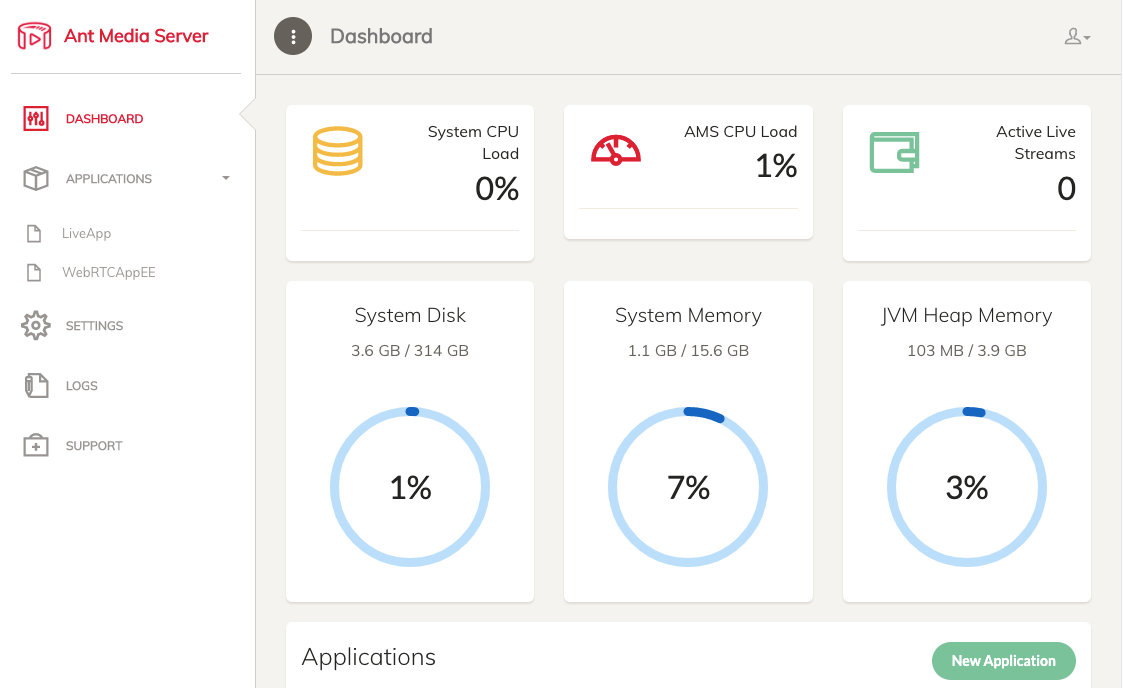 Ant Media Server
Dashboard
DASHBOARD
APPLICATIONS
LiveApp
WebRTCAppEE
SETTINGS
LOGS
SUPPORT
System CPU
Load
0%
AMS CPU Load
1%
Active Live
Streams
0
System Disk
3.6 GB / 314 GB
1%
System Memory
1.1 GB / 15.6 GB
7%
JVM Heap Memory
103 MB / 3.9 GB
3%
Applications
New Application